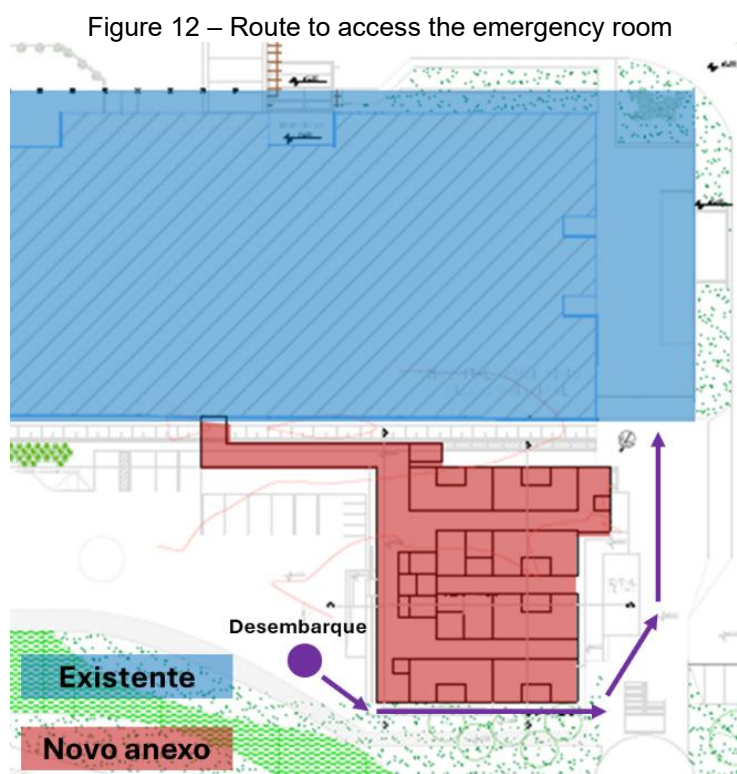 Figure 12 – Route to access the emergency room
Desembarque
Existente
Novo anexo